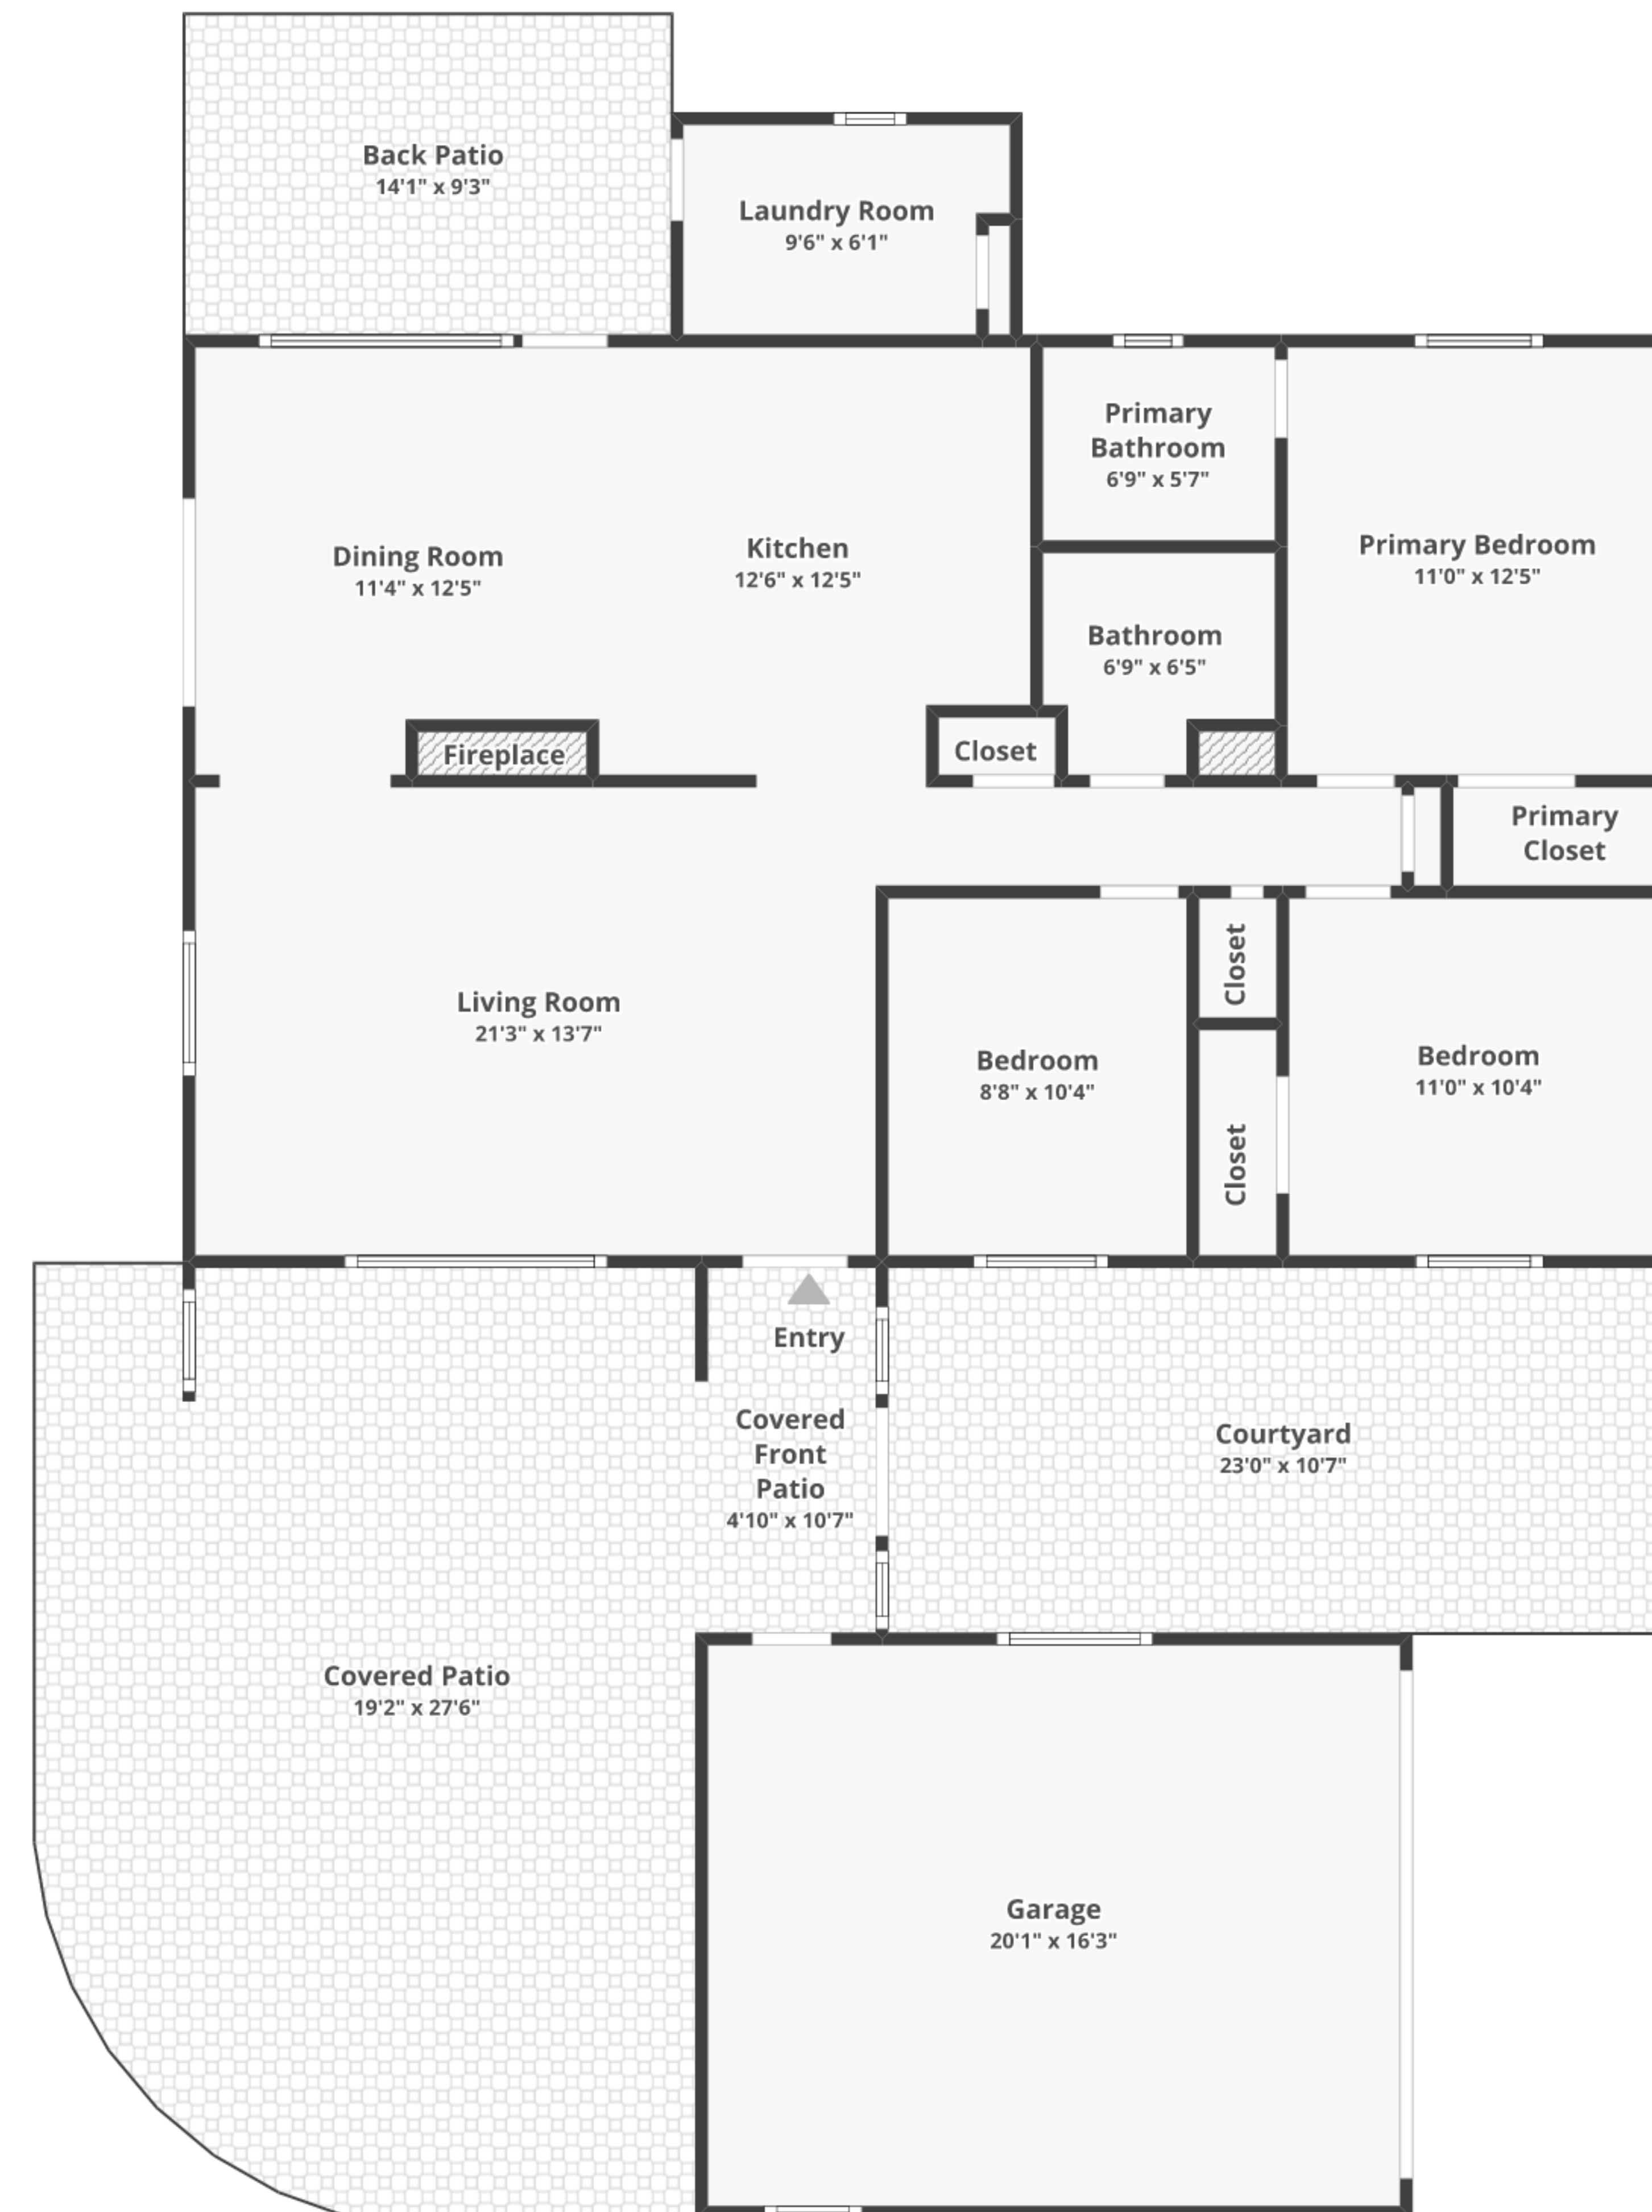 Back Patio
14'1" x 9'3"
Laundry Room
9'6" x 6'1"
Primary
Bathroom
6'9" x 5'7"
Dining Room
11'4" x 12'5"
Kitchen
12'6" x 12'5"
Primary Bedroom
11'0" x 12'5"
Bathroom
6'9" x 6'5"
Fireplace
Closet
Primary
Closet
Living Room
21'3" x 13'7"
Closet
Bedroom
8'8" x 10'4"
Bedroom
11'0" x 10'4"
Closet
Entry
Covered
Front
Patio
4'10" x 10'7"
Courtyard
23'0" x 10'7"
Covered Patio
19'2" x 27'6"
Garage
20'1" x 16'3"